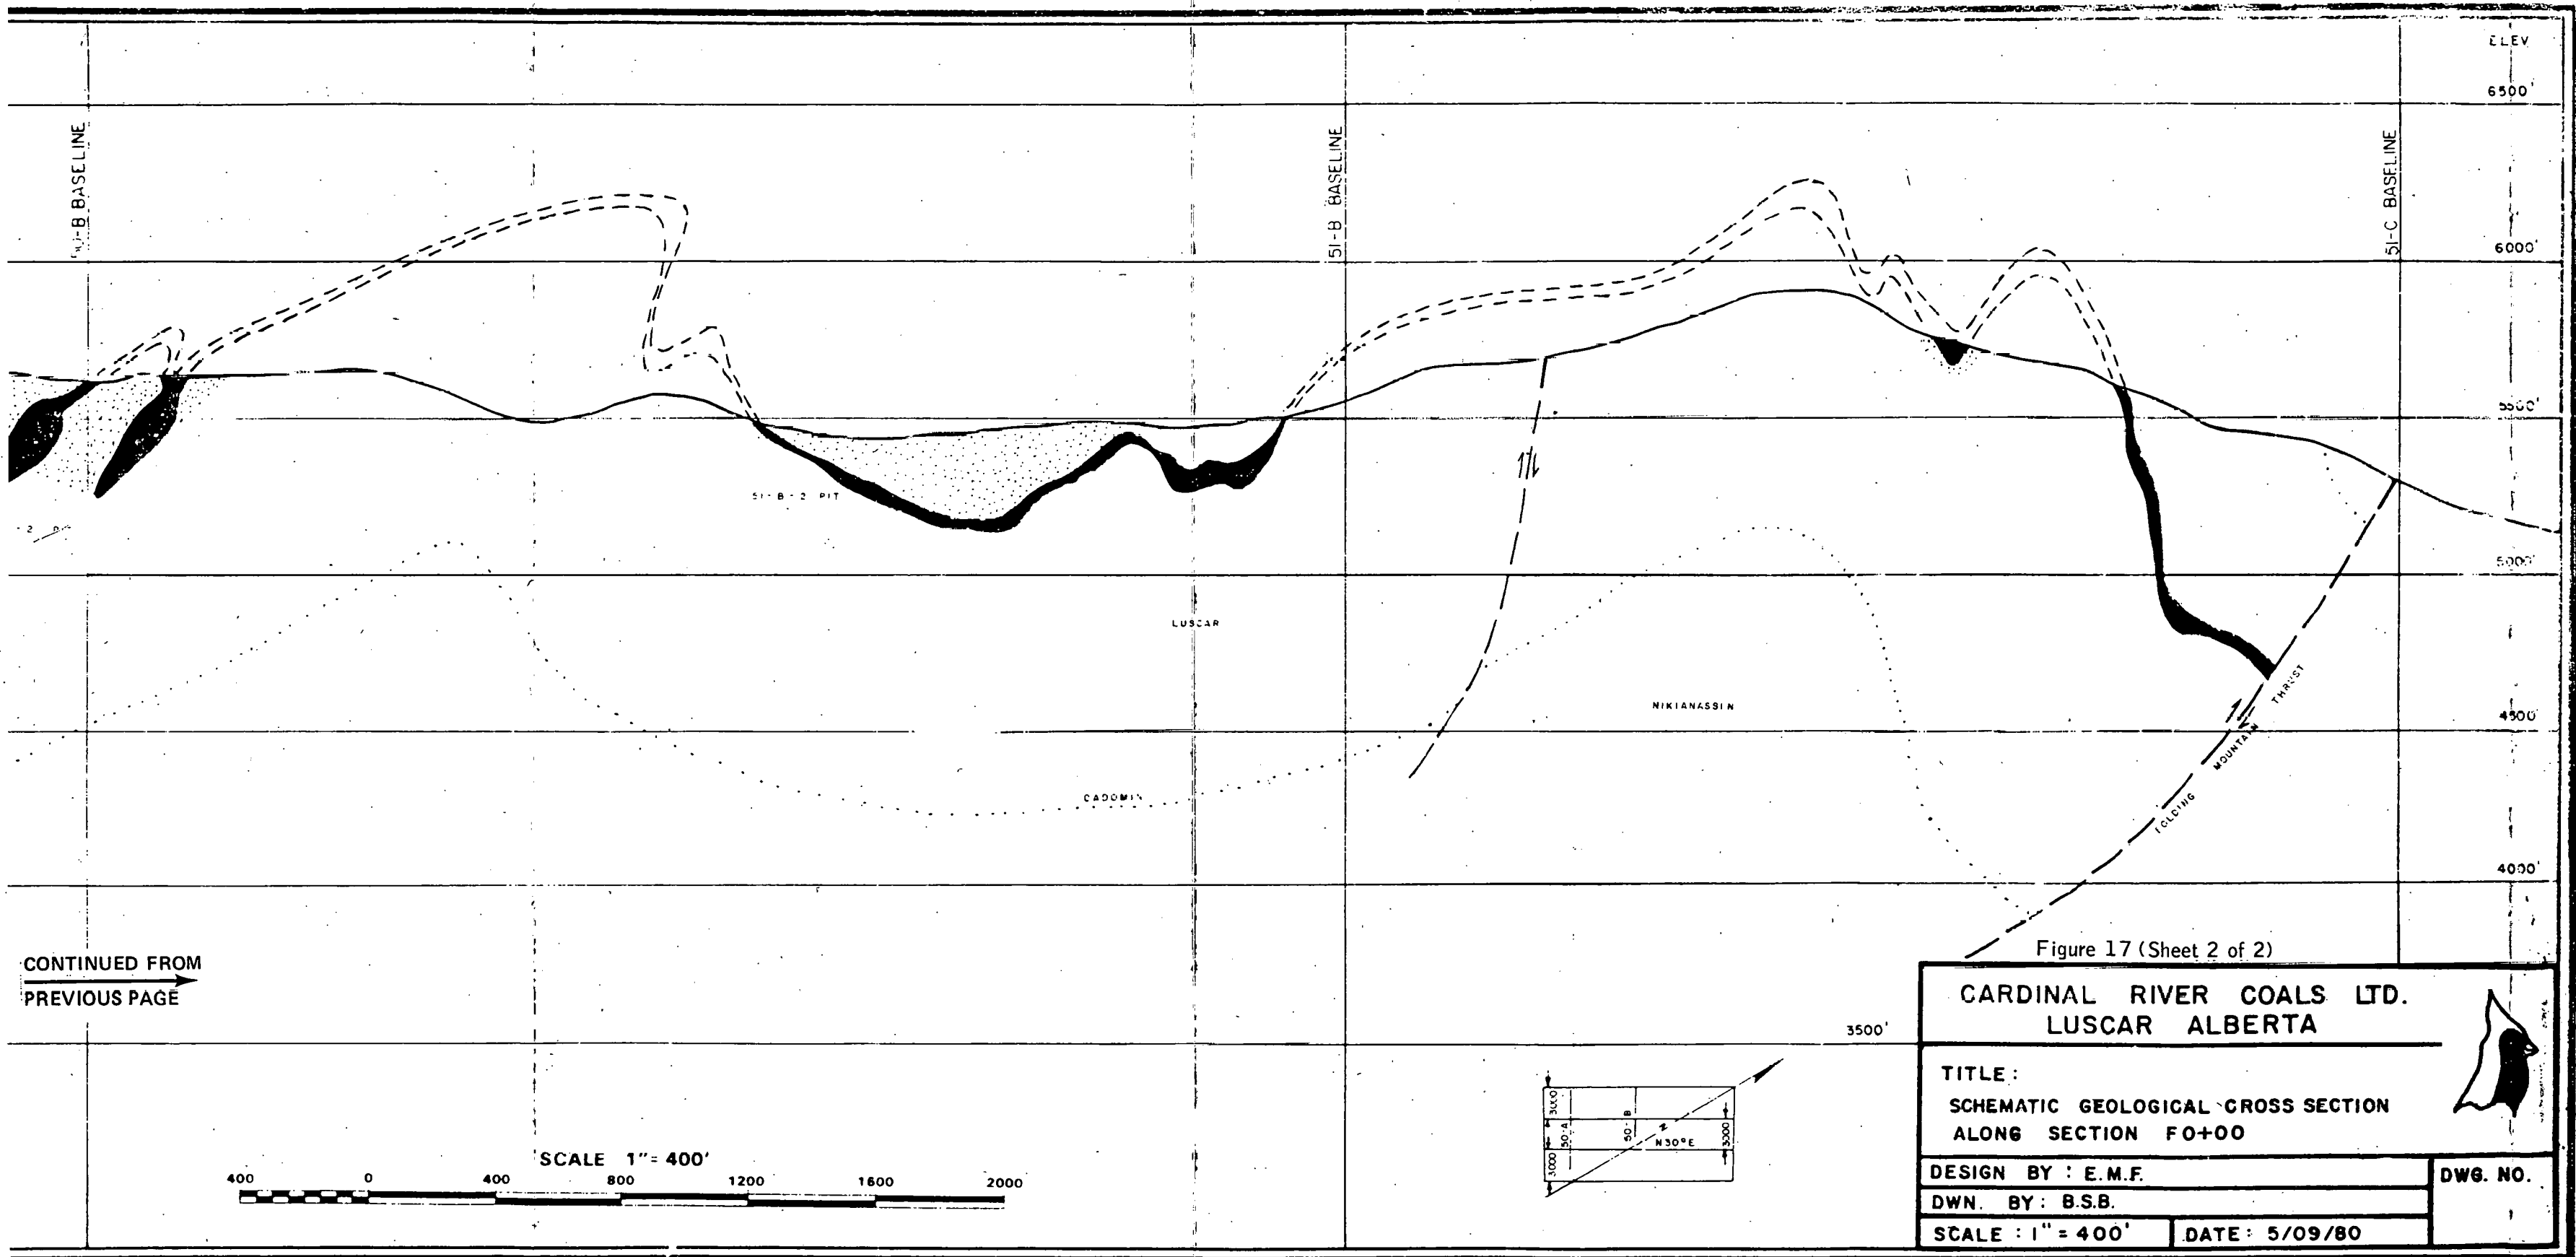 ELEV
6500'
50-B BASELINE
51-B BASELINE
51-C BASELINE
6000'
5500'
51-B-2 PIT
5000'
LUSCAR
NIKIANASSIN
4500'
FOLDING MOUNTAIN THRUST
CADOMIN
4000'
CONTINUED FROM
PREVIOUS PAGE
Figure 17 (Sheet 2 of 2)
3500'
CARDINAL RIVER COALS LTD.
LUSCAR ALBERTA
TITLE:
SCHEMATIC GEOLOGICAL CROSS SECTION
ALONG SECTION F0+00
DESIGN BY : E.M.F.
DWN. BY: B.S.B.
SCALE : 1" = 400'
DATE: 5/09/80
DWG. NO.
3000
50-A
50-B
3000
N30°E
3000
SCALE 1"= 400'
400 0 400 800 1200 1600 2000